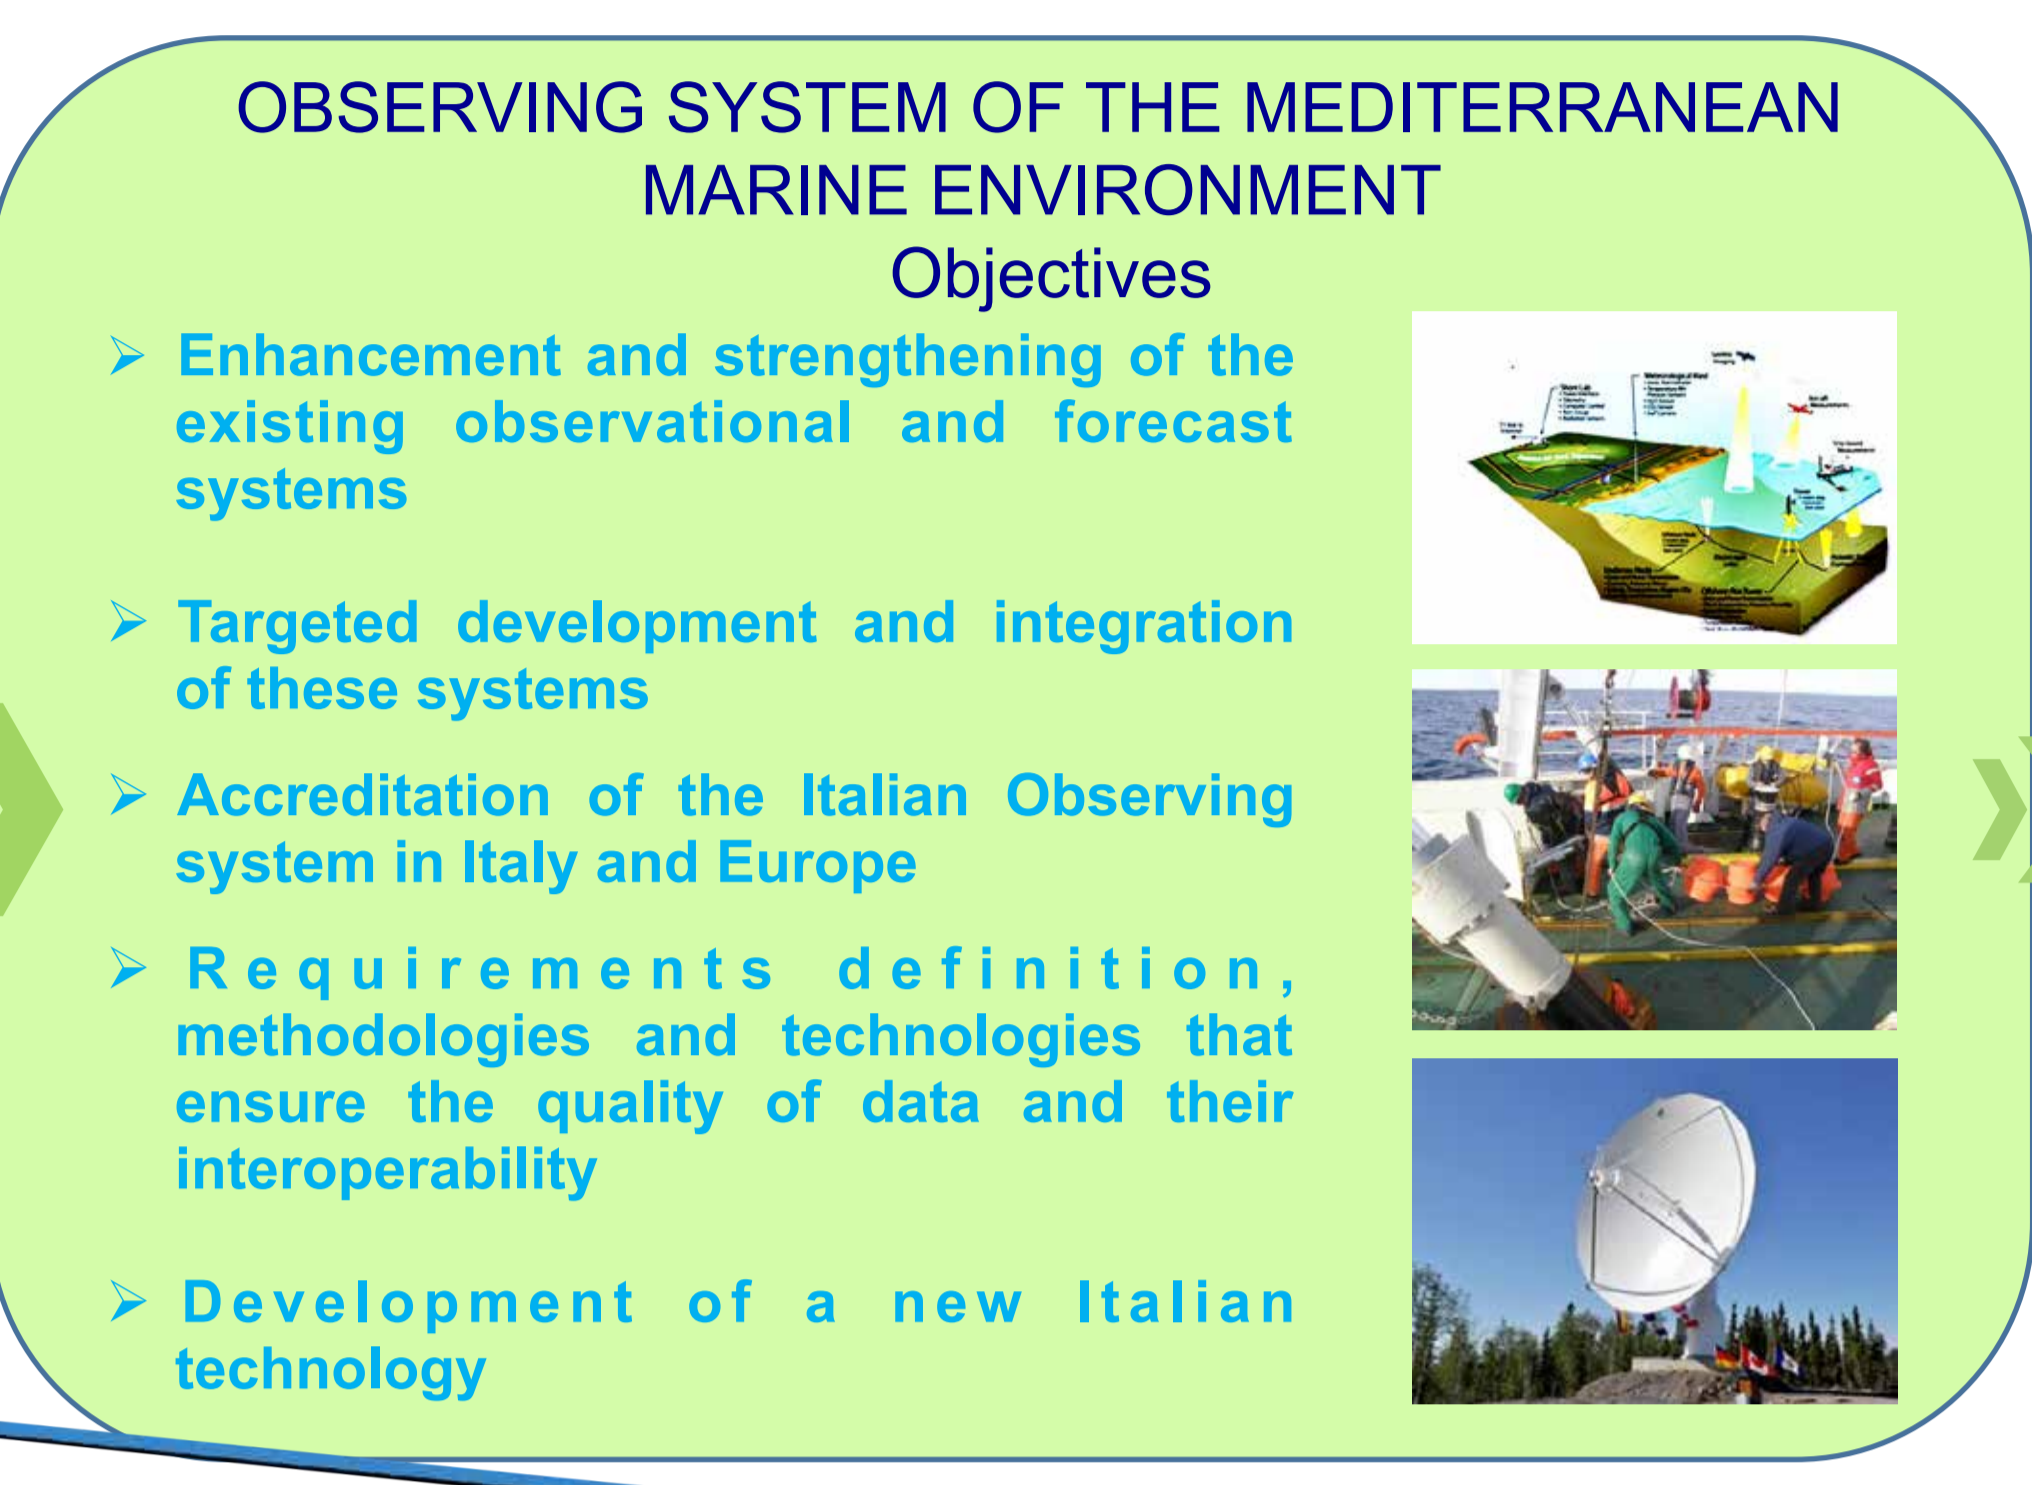 OBSERVING SYSTEM OF THE MEDITERRANEAN
MARINE ENVIRONMENT
Objectives
➢ Enhancement and strengthening of the
existing observational and forecast
systems
➢ Targeted development and integration
of these systems
➢ Accreditation of the Italian Observing
system in Italy and Europe
➢ Requirements definition,
methodologies and technologies that
ensure the quality of data and their
interoperability
➢ Development of a new Italian
technology